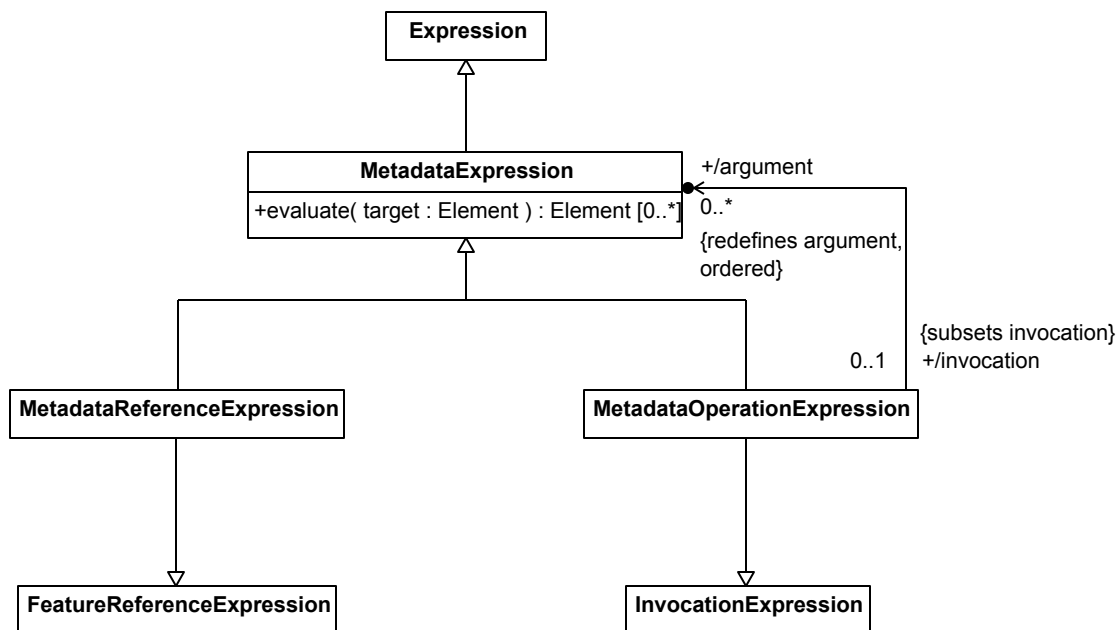 Expression
MetadataExpression
+evaluate( target : Element ) : Element [0..*]
+/argument
0..*
{redefines argument,
ordered}
{subsets invocation}
0..1
+/invocation
MetadataReferenceExpression
MetadataOperationExpression
FeatureReferenceExpression
InvocationExpression